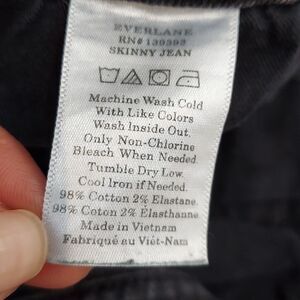 EVERLANE
RN# 139393
SKINNY JEAN
Machine Wash Cold
With Like Colors
Wash Inside Out.
Only Non-Chlorine
Bleach When Needed.
Tumble Dry Low.
Cool Iron if Needed.
98% Cotton 2% Elastane.
98% Coton 2% Elasthanne.
Made in Vietnam
Fabriqué au Viêt-Nam